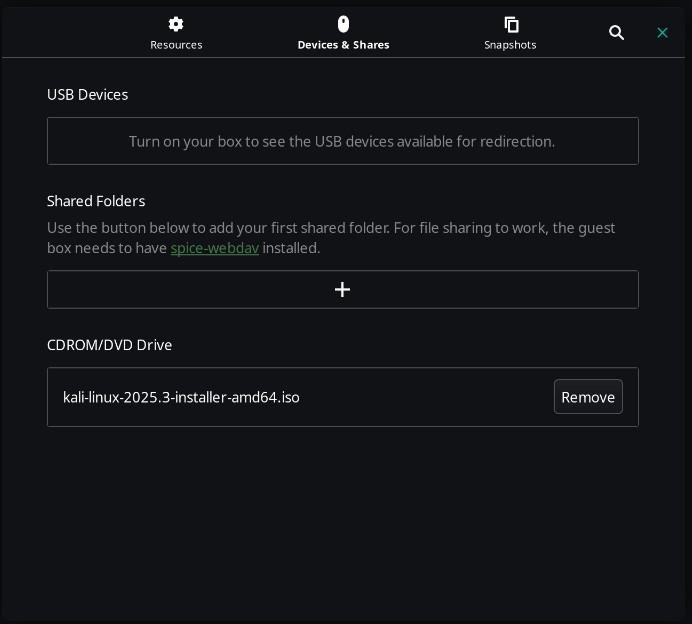 Resources
Devices & Shares
Snapshots
USB Devices
Turn on your box to see the USB devices available for redirection.
Shared Folders
Use the button below to add your first shared folder. For file sharing to work, the guest
box needs to have spice-webdav installed.
CDROM/DVD Drive
kali-linux-2025.3-installer-amd64.iso
Remove